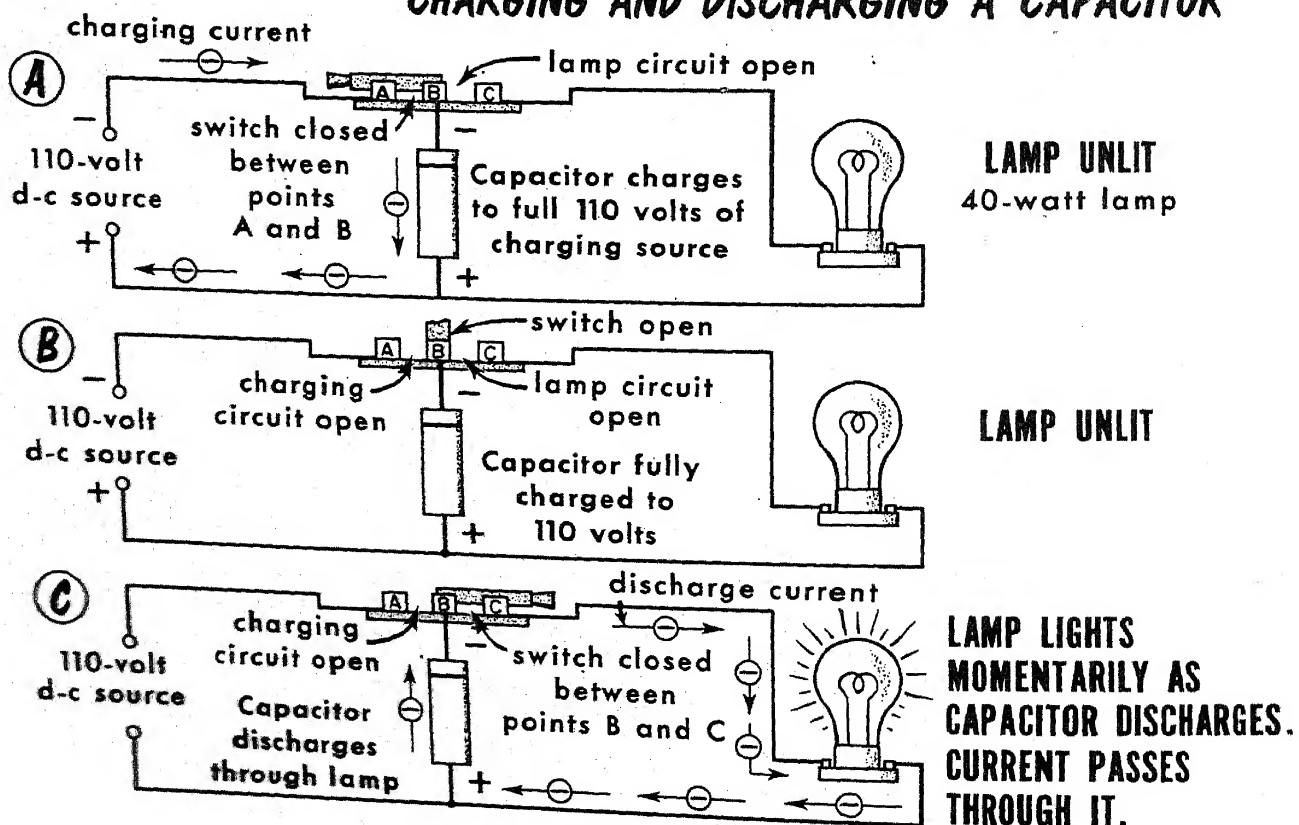 CHARGING AND DISCHARGING A CAPACITOR
charging current
A
lamp circuit open
A B C
−
switch closed
between
points
A and B
−
110-volt
d-c source
+
Capacitor charges
to full 110 volts of
charging source
+
LAMP UNLIT
40-watt lamp
B
switch open
A B C
−
charging
circuit open
−
lamp circuit
open
110-volt
d-c source
+
Capacitor fully
charged to
110 volts
+
LAMP UNLIT
C
discharge current
A B C
charging
circuit open
−
switch closed
between
points B and C
110-volt
d-c source
Capacitor
discharges
through lamp
+
LAMP LIGHTS
MOMENTARILY AS
CAPACITOR DISCHARGES.
CURRENT PASSES
THROUGH IT.